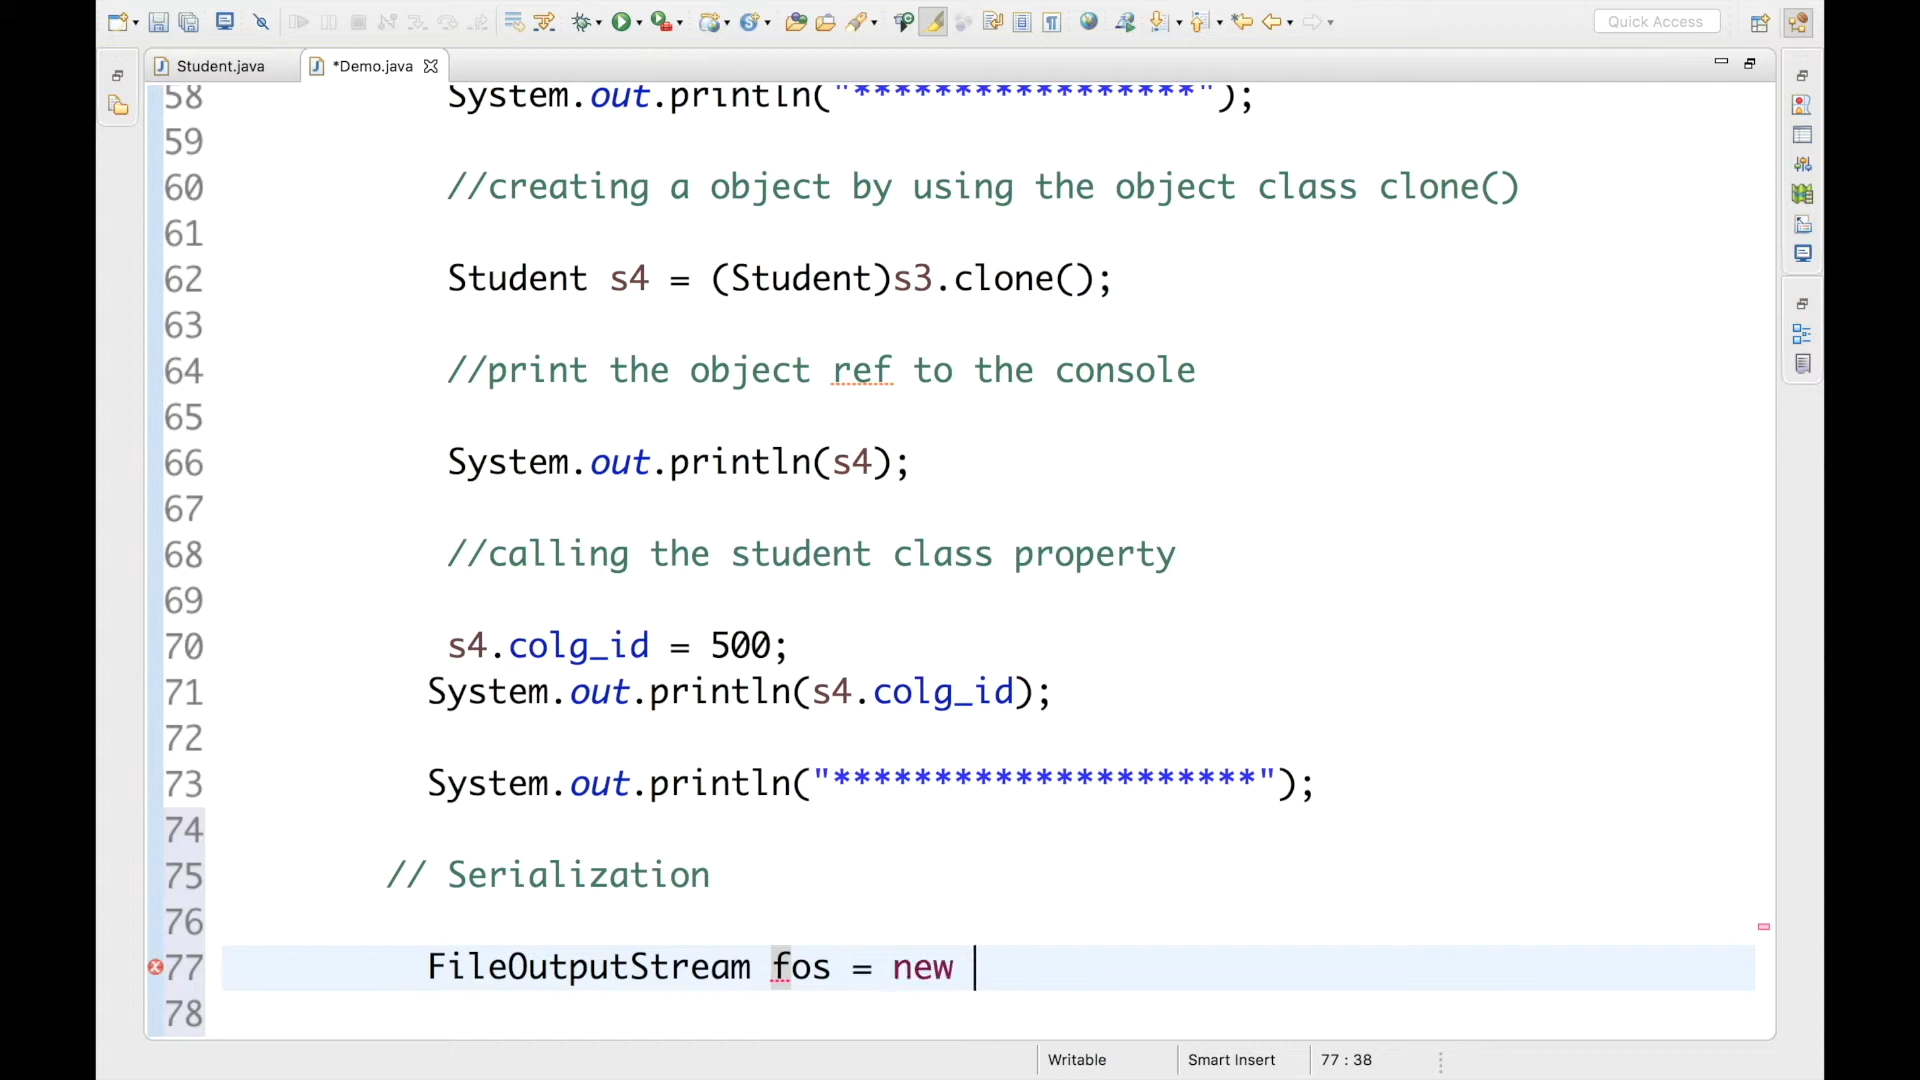 Quick Access
Student.java
*Demo.java
58 System.out.println("*****************");
59
60 //creating a object by using the object class clone()
61
62 Student s4 = (Student)s3.clone();
63
64 //print the object ref to the console
65
66 System.out.println(s4);
67
68 //calling the student class property
69
70 s4.colg_id = 500;
71 System.out.println(s4.colg_id);
72
73 System.out.println("*********************");
74
75 // Serialization
76
77 FileOutputStream fos = new
78
Writable Smart Insert 77 : 38